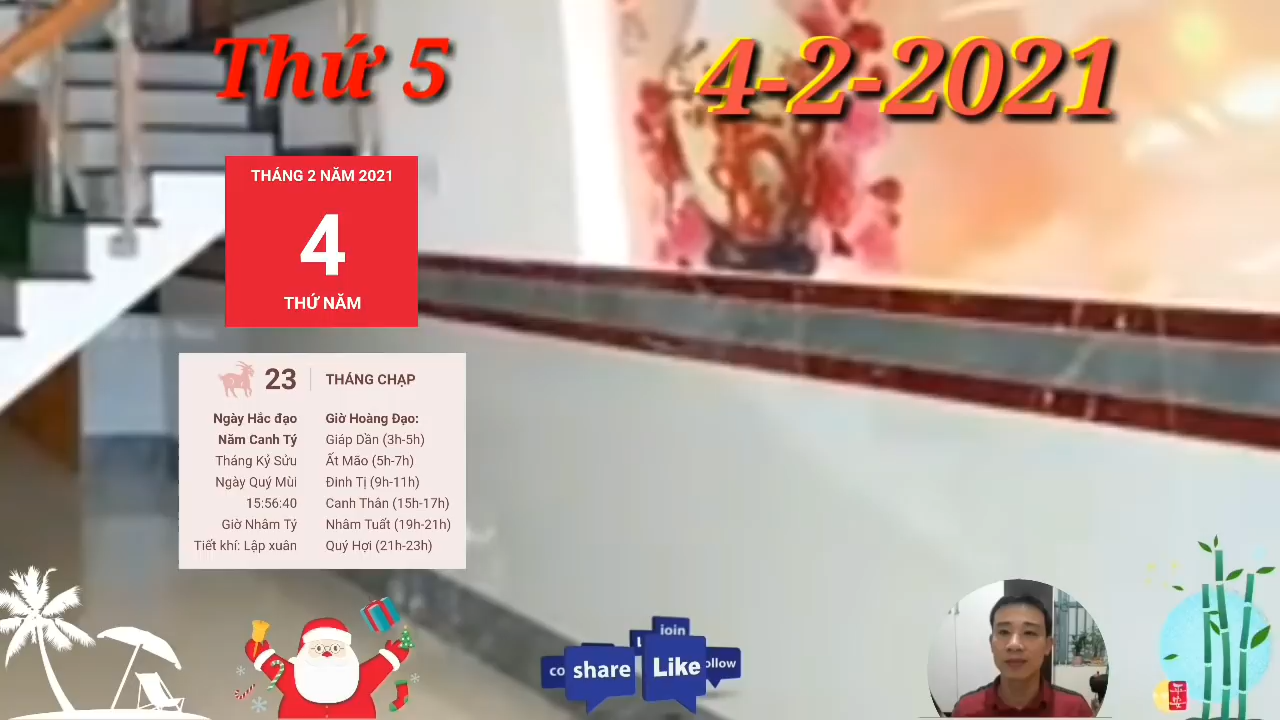 Thứ 5
4-2-2021
THÁNG 2 NĂM 2021
4
THỨ NĂM
23
THÁNG CHẠP
Ngày Hắc đạo
Năm Canh Tý
Tháng Kỷ Sửu
Ngày Quý Mùi
15:56:40
Giờ Nhâm Tý
Tiết khí: Lập xuân
Giờ Hoàng Đạo:
Giáp Dần (3h-5h)
Ất Mão (5h-7h)
Đinh Tị (9h-11h)
Canh Thân (15h-17h)
Nhâm Tuất (19h-21h)
Quý Hợi (21h-23h)
join
L
co
share
Like
ollow